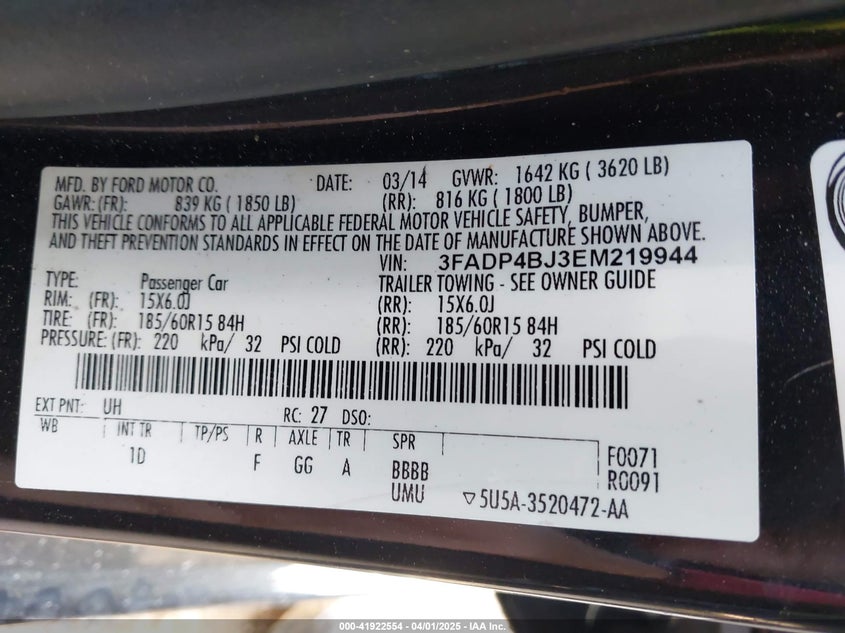 MFD. BY FORD MOTOR CO. DATE: 03/14 GVWR: 1642 KG ( 3620 LB)
GAWR: (FR): 839 KG ( 1850 LB) (RR): 816 KG ( 1800 LB)
THIS VEHICLE CONFORMS TO ALL APPLICABLE FEDERAL MOTOR VEHICLE SAFETY, BUMPER,
AND THEFT PREVENTION STANDARDS IN EFFECT ON THE DATE OF MANUFACTURE SHOWN ABOVE.
VIN: 3FADP4BJ3EM219944
TYPE: Passenger Car TRAILER TOWING - SEE OWNER GUIDE
RIM: (FR): 15X6.0J (RR): 15X6.0J
TIRE: (FR): 185/60R15 84H (RR): 185/60R15 84H
PRESSURE: (FR): 220 kPa/ 32 PSI COLD (RR): 220 kPa/ 32 PSI COLD
EXT PNT: UH RC: 27 DSO:
WB INT TR TP/PS R AXLE TR SPR F0071
1D F GG A BBBB R0091
UMU ▽5U5A-3520472-AA
000-41922554 | 04/01/2025 - IAA Inc.